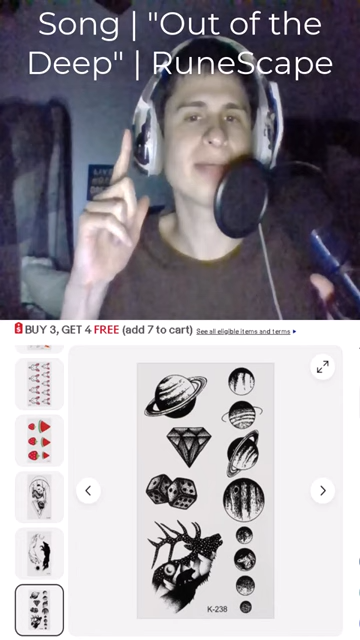 Song | "Out of the
Deep" | RuneScape
BUY 3, GET 4 FREE (add 7 to cart) See all eligible items and terms ▸
K-238